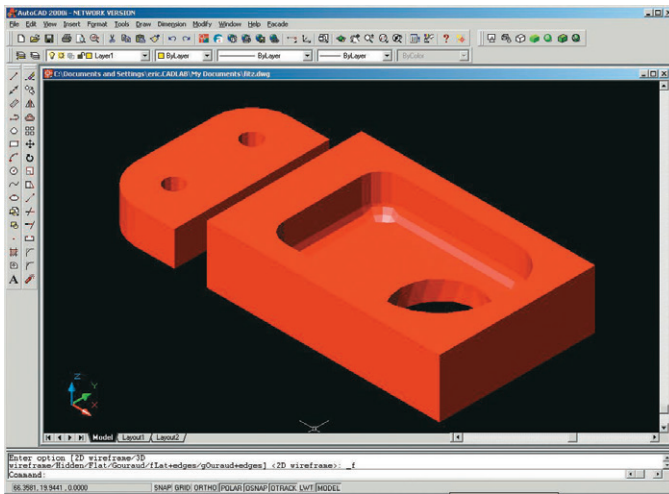 AutoCAD 2000i - NETWORK VERSION
File Edit View Insert Format Tools Draw Dimension Modify Window Help Facade
Layer1 ByLayer ByLayer ByLayer ByColor
C:\Documents and Settings\eric.CADLAB\My Documents\fitz.dwg
Z
Y
X
Model Layout1 Layout2
Enter option [2D wireframe/3D
wireframe/Hidden/Flat/Gouraud/fLat+edges/gOuraud+edges] <2D wireframe>: _f
Command:
66.3581, 19.9441 ,0.0000 SNAP GRID ORTHO POLAR OSNAP OTRACK LWT MODEL